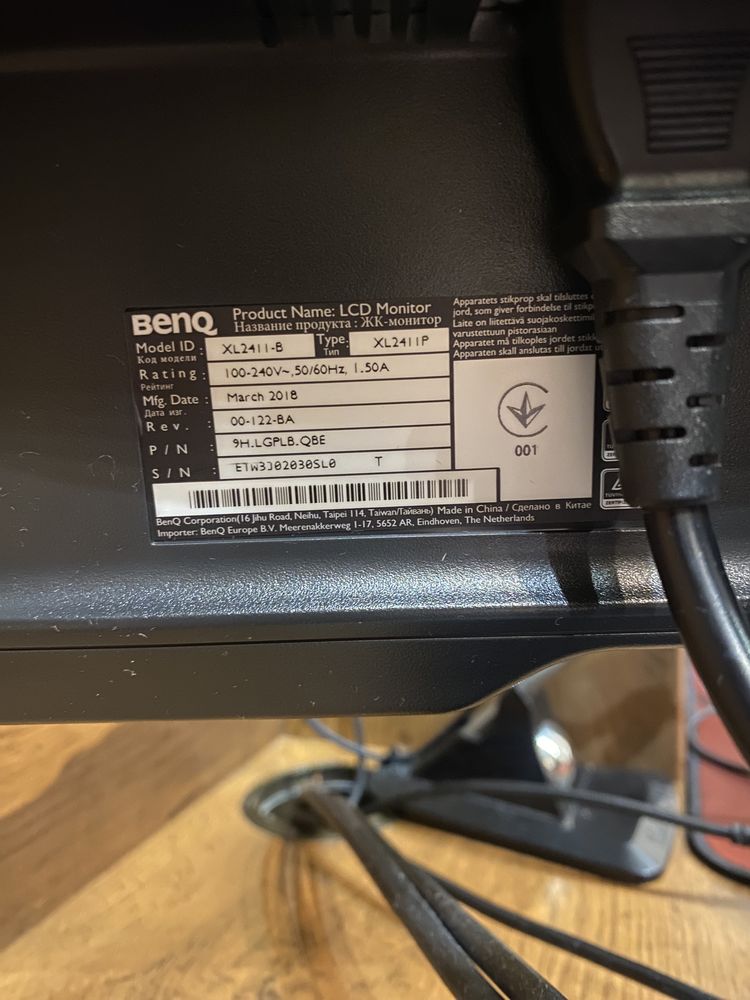 BenQ
Product Name: LCD Monitor
Название продукта : ЖК-монитор
Model ID : XL2411-B Type: XL2411P
Код модели Тип
Rating : 100-240V~,50/60Hz, 1.50A
Рейтинг
Mfg. Date : March 2018
Дата изг.
Rev. : 00-122-BA
P/N : 9H.LGPLB.QBE
S/N : ETW3J02030SL0 T
BenQ Corporation(16 Jihu Road, Neihu, Taipei 114, Taiwan/Тайвань) Made in China / Сделано в Китае
Importer: BenQ Europe B.V. Meerenakkerweg 1-17, 5652 AR, Eindhoven, The Netherlands
Apparatets stikprop skal tilsluttes
jord, som giver forbindelse til stikp
Laite on liitettävä suojakoskettimi
varustettuun pistorasiaan
Apparatet må tilkoples jordet stikk
Apparaten skall anslutas till jordat u
001